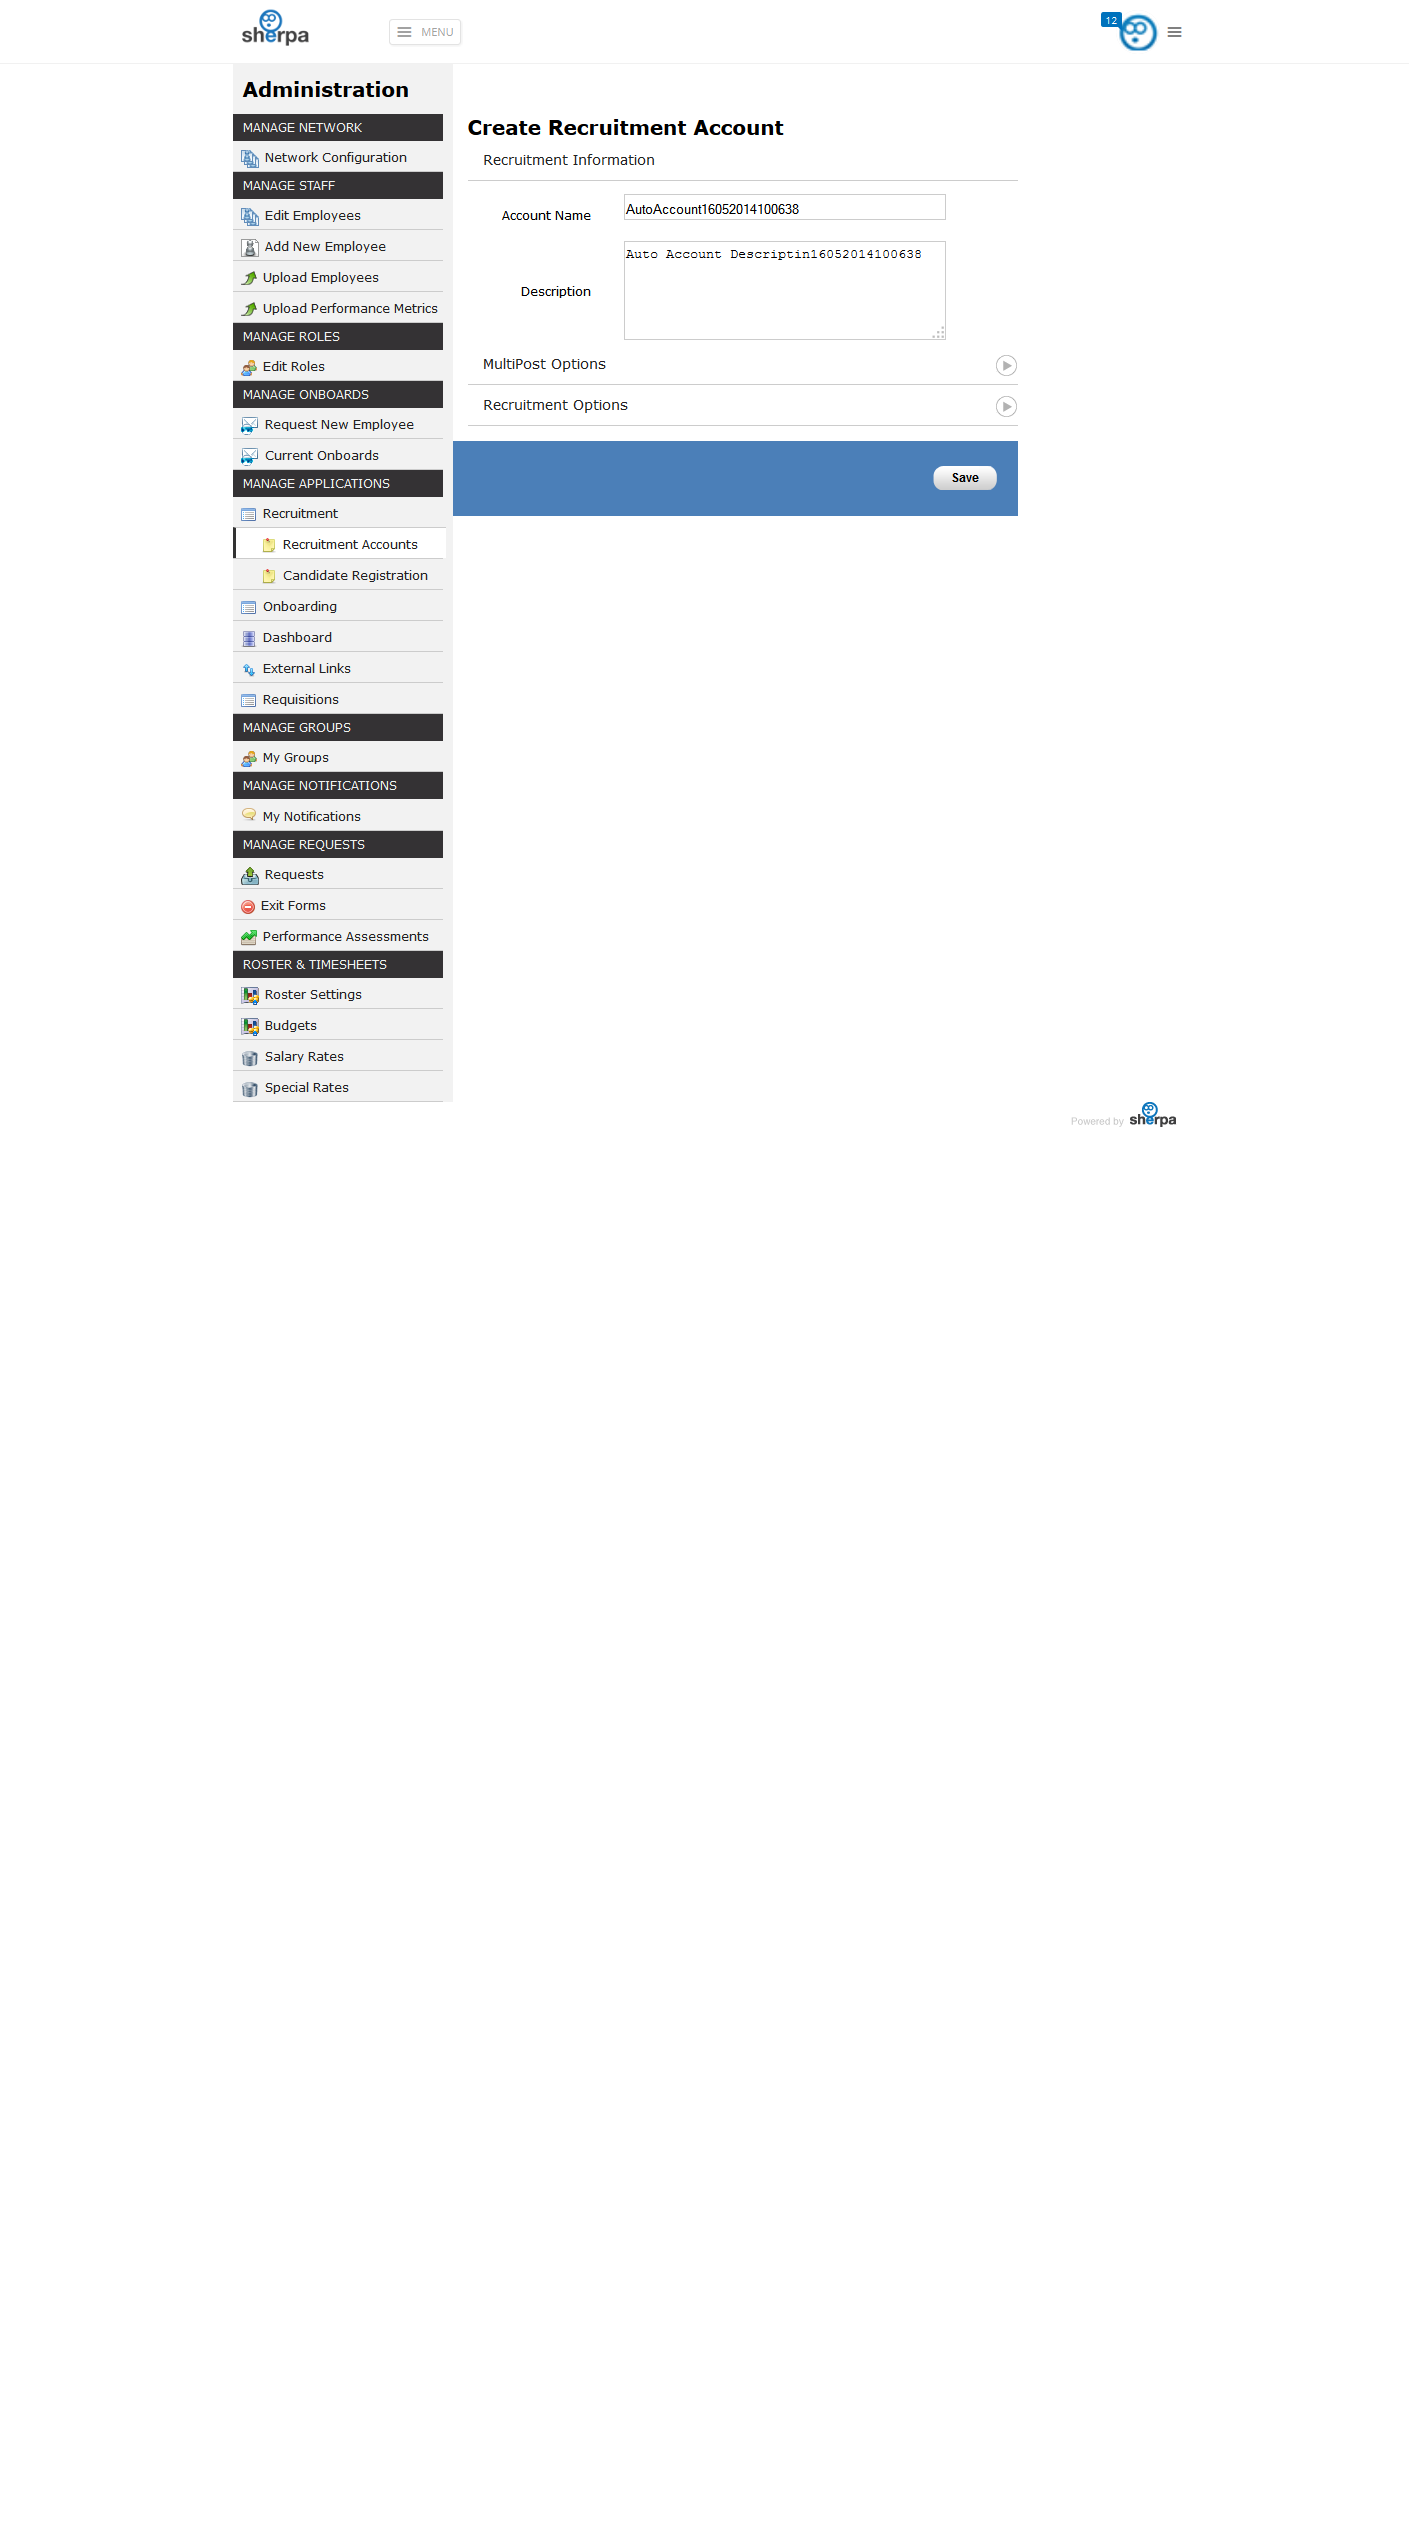 sherpa
MENU
12
Administration
MANAGE NETWORK
Network Configuration
MANAGE STAFF
Edit Employees
Add New Employee
Upload Employees
Upload Performance Metrics
MANAGE ROLES
Edit Roles
MANAGE ONBOARDS
Request New Employee
Current Onboards
MANAGE APPLICATIONS
Recruitment
Recruitment Accounts
Candidate Registration
Onboarding
Dashboard
External Links
Requisitions
MANAGE GROUPS
My Groups
MANAGE NOTIFICATIONS
My Notifications
MANAGE REQUESTS
Requests
Exit Forms
Performance Assessments
ROSTER & TIMESHEETS
Roster Settings
Budgets
Salary Rates
Special Rates
Create Recruitment Account
Recruitment Information
Account Name
AutoAccount16052014100638
Description
Auto Account Descriptin16052014100638
MultiPost Options
Recruitment Options
Save
Powered by sherpa